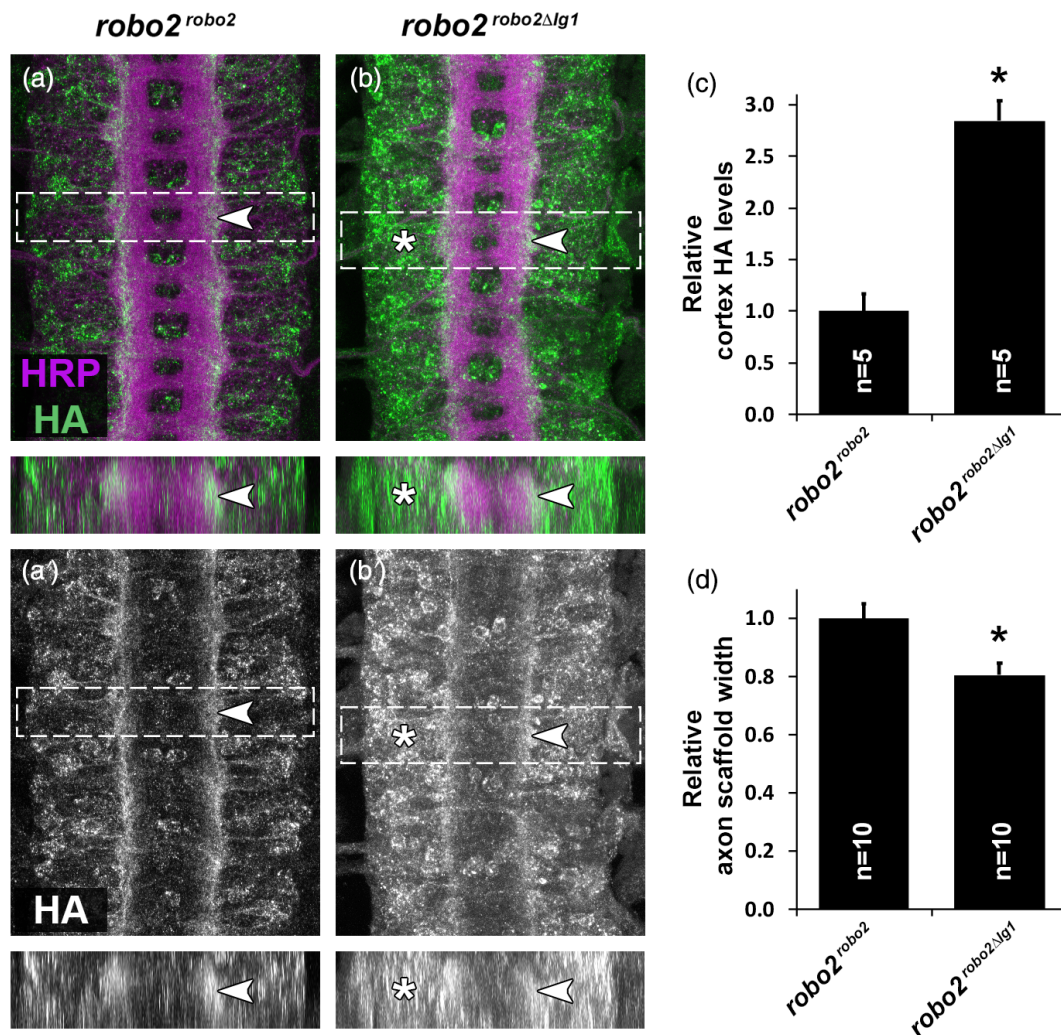 robo2robo2
robo2robo2ΔIg1
(a)
(b)
HRP
HA
*
*
(a′)
(b′)
HA
*
*
(c)
Relative
cortex HA levels
3.0
2.5
2.0
1.5
1.0
0.5
0.0
*
n=5
n=5
robo2robo2
robo2robo2ΔIg1
(d)
Relative
axon scaffold width
1.0
0.8
0.6
0.4
0.2
0.0
*
n=10
n=10
robo2robo2
robo2robo2ΔIg1